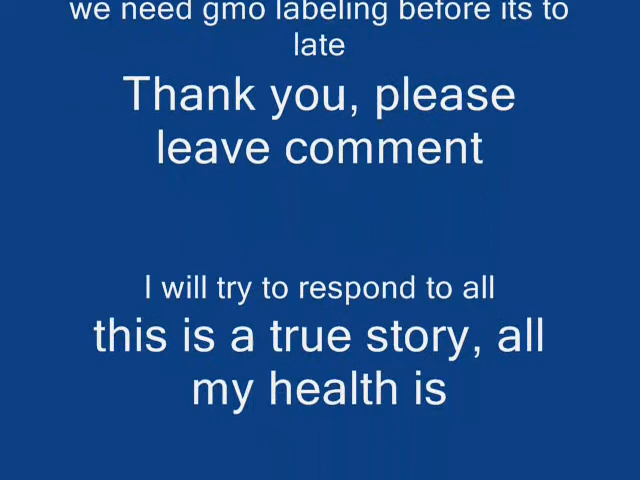 we need gmo labeling before its to
late
Thank you, please
leave comment
I will try to respond to all
this is a true story, all
my health is